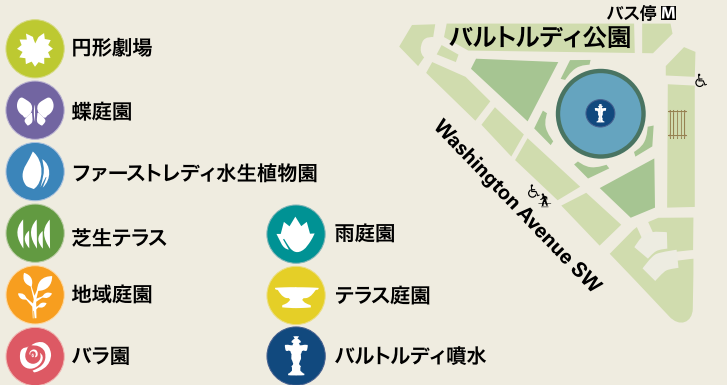 バス停 M
バルトルディ公園
円形劇場
蝶庭園
ファーストレディ水生植物園
芝生テラス
地域庭園
バラ園
雨庭園
テラス庭園
バルトルディ噴水
Washington Avenue SW